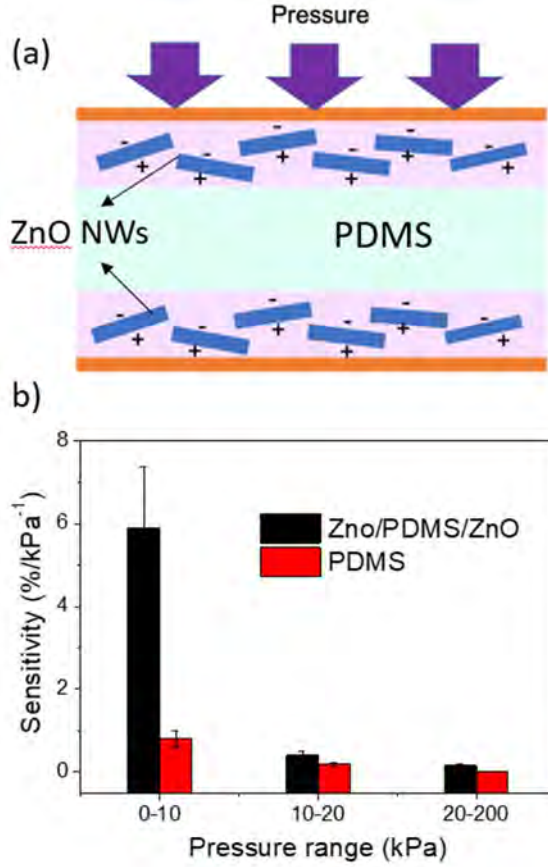 Pressure
(a)
- - - - - -
+ + + + + +
ZnO NWs
PDMS
- - - - - -
+ + + + + +
b)
8
6
4
2
0
Sensitivity (%/kPa⁻¹)
Zno/PDMS/ZnO
PDMS
0-10
10-20
20-200
Pressure range (kPa)